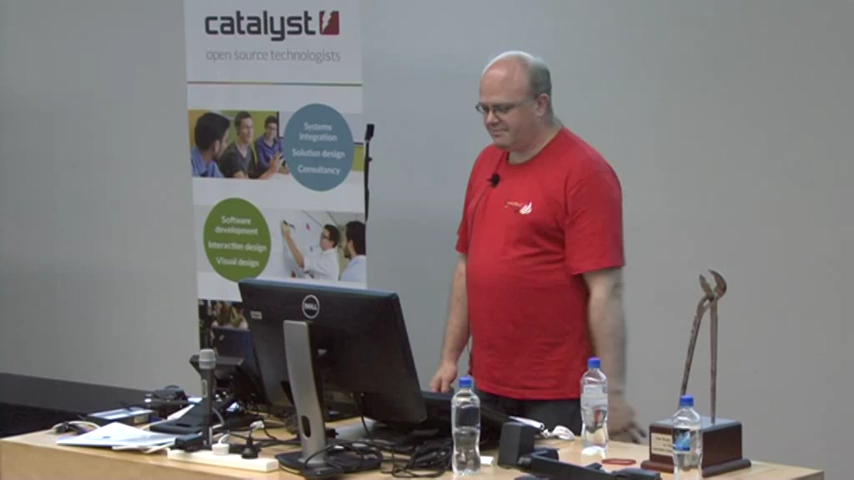 catalyst
open source technologists
Systems
integration
Solution design
Consultancy
Software
development
Interaction design
Visual design
DELL